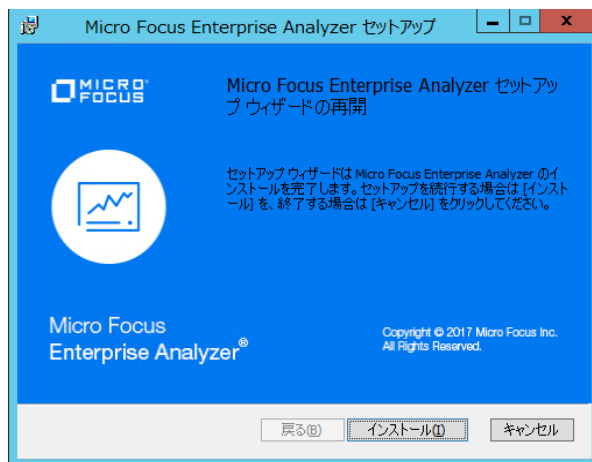 Micro Focus Enterprise Analyzer セットアップ
MICRO
FOCUS
Micro Focus Enterprise Analyzer セットアッ
プ ウィザードの再開
セットアップ ウィザードは Micro Focus Enterprise Analyzer のイ
ンストールを完了します。セットアップを続行する場合は [インスト
ール] を、終了する場合は [キャンセル] をクリックしてください。
Micro Focus
Enterprise Analyzer®
Copyright © 2017 Micro Focus Inc.
All Rights Reserved.
戻る(B) インストール(I) キャンセル